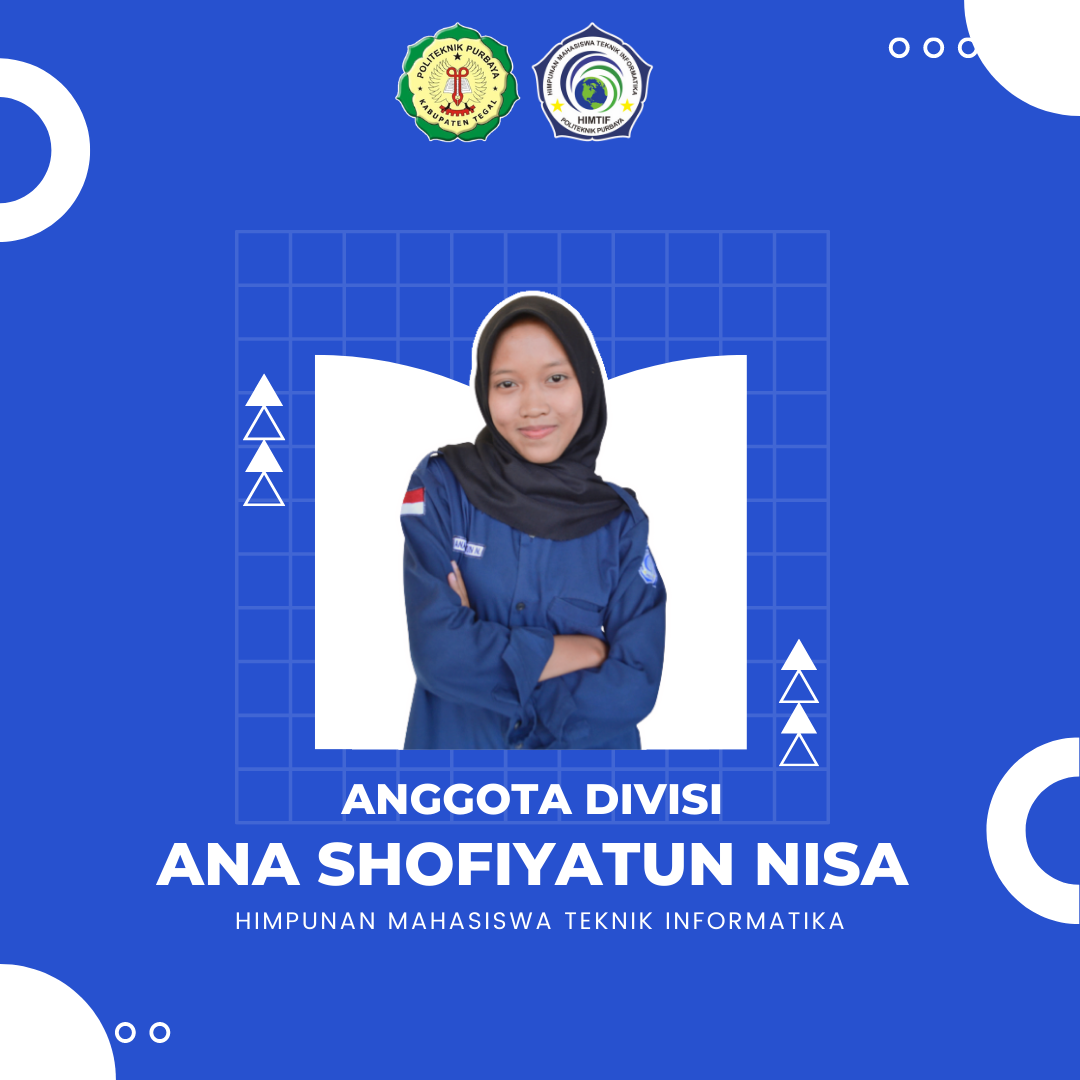 POLITEKNIK PURBAYA
KABUPATEN TEGAL
HIMPUNAN MAHASISWA TEKNIK INFORMATIKA
HIMTIF
POLITEKNIK PURBAYA
ANGGOTA DIVISI
ANA SHOFIYATUN NISA
HIMPUNAN MAHASISWA TEKNIK INFORMATIKA